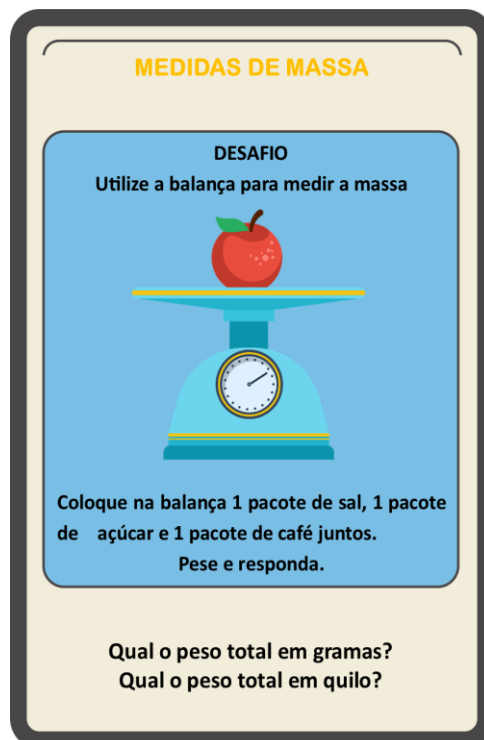 MEDIDAS DE MASSA
DESAFIO
Utilize a balança para medir a massa
Coloque na balança 1 pacote de sal, 1 pacote
de açúcar e 1 pacote de café juntos.
Pese e responda.
Qual o peso total em gramas?
Qual o peso total em quilo?